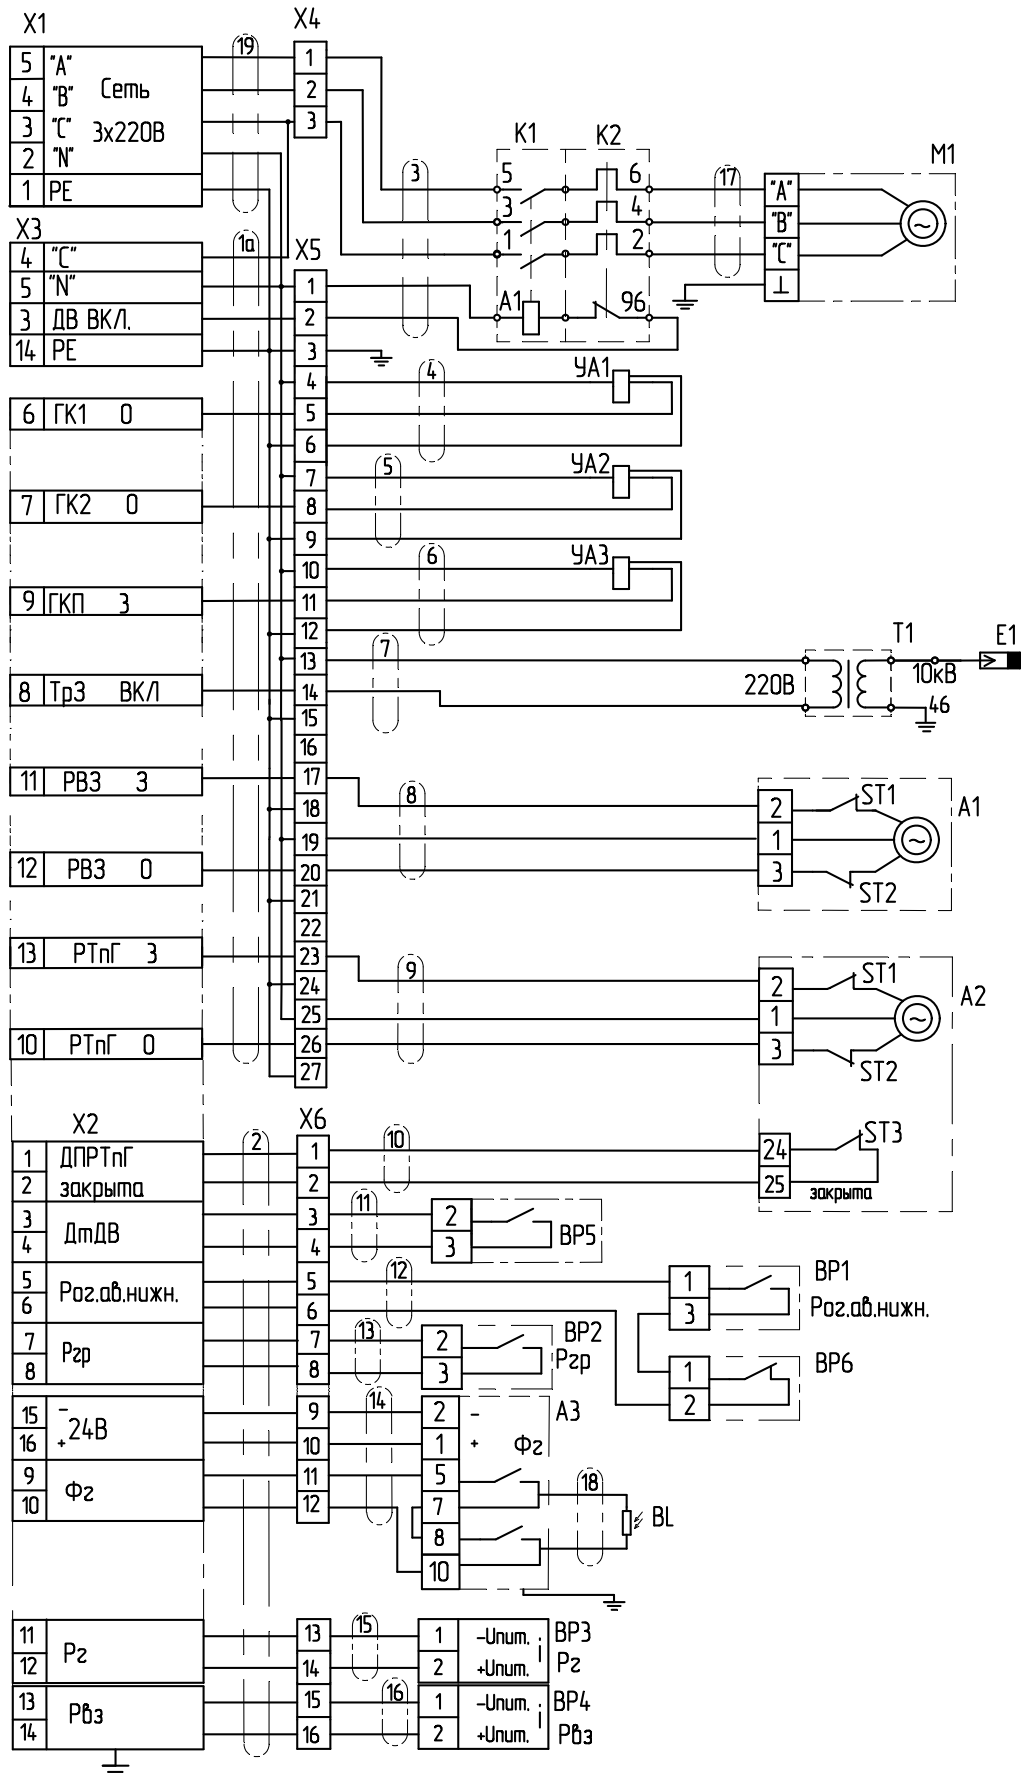 X1
X4
19
5 "A"
4 "B"
3 "C"
2 "N"
1 PE
Сеть
3x220В
1
2
3
K1 K2
M1
3
5
3
1
6
4
2
17
"A"
"B"
"C"
⊥
X3
1а
X5
4 "C"
5 "N"
3 ДВ ВКЛ.
14 PE
A1
96
1
2
3
4
5
6
7
8
9
10
11
12
13
14
15
16
17
18
19
20
21
22
23
24
25
26
27
4
УА1
6 ГК1 0
5
УА2
7 ГК2 0
6
УА3
9 ГКП 3
7
T1
E1
220В
10кВ
46
8 Тр3 ВКЛ
11 РВЗ 3
8
2
1
3
ST1
A1
ST2
12 РВЗ 0
13 РТпГ 3
9
2
1
3
ST1
A2
ST2
10 РТпГ 0
X2
X6
2
10
1 ДПРТпГ
2 закрыта
1
2
24
25
ST3
закрыта
3
4
ДтДВ
3
4
11
2
3
BP5
5
6
Рог.ав.нижн.
5
6
12
1
3
BP1
Рог.ав.нижн.
7
8
Ргр
7
8
13
2
3
BP2
Ргр
1
2
BP6
15 –
16 +
24В
9
10
14
2 –
1 +
A3
Фг
9
10
Фг
11
12
5
7
8
10
18
BL
11
12
Рг
13
14
15
1 –Uпит.
2 +Uпит.
i
BP3
Рг
13
14
Рвз
15
16
16
1 –Uпит.
2 +Uпит.
i
BP4
Рвз